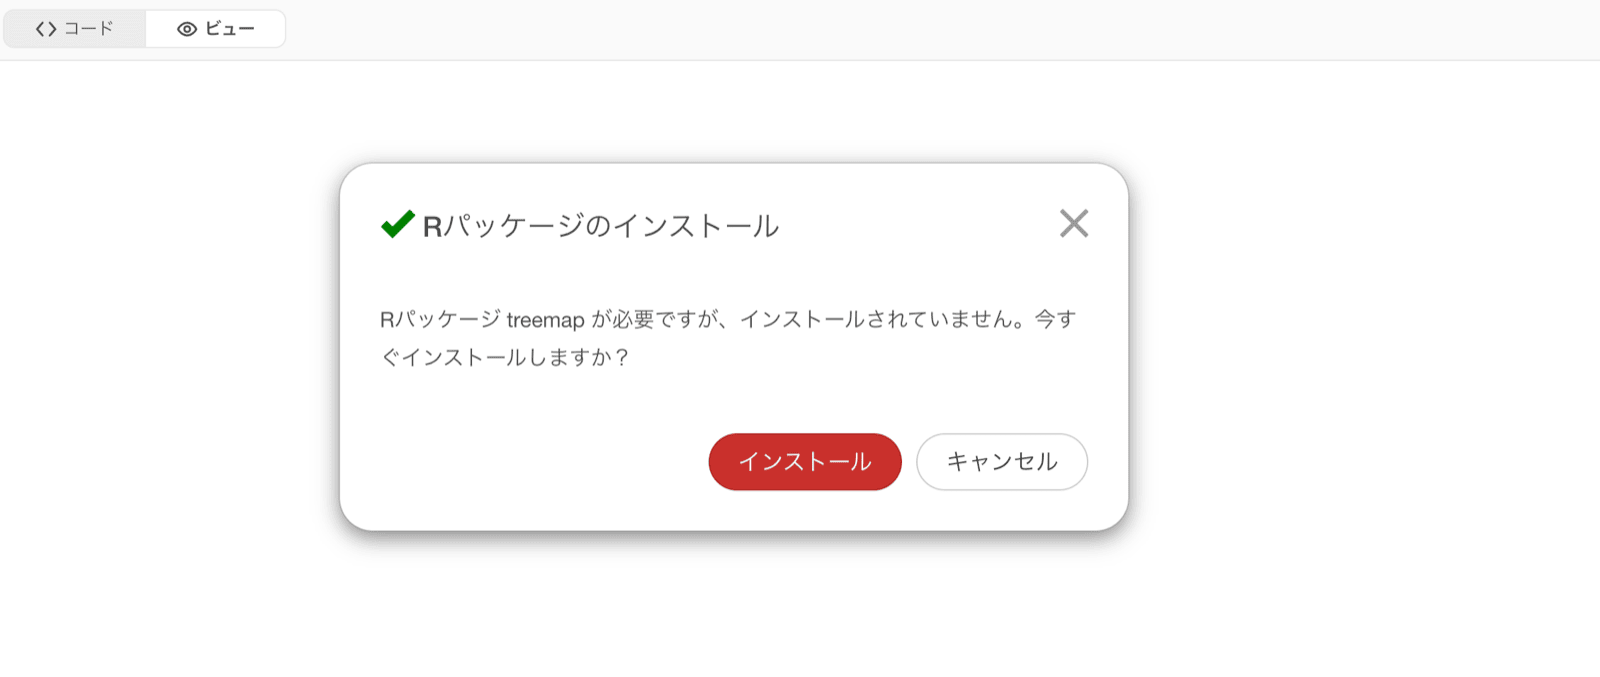 コード
ビュー
Rパッケージのインストール
Rパッケージ treemap が必要ですが、インストールされていません。今す
ぐインストールしますか？
インストール
キャンセル